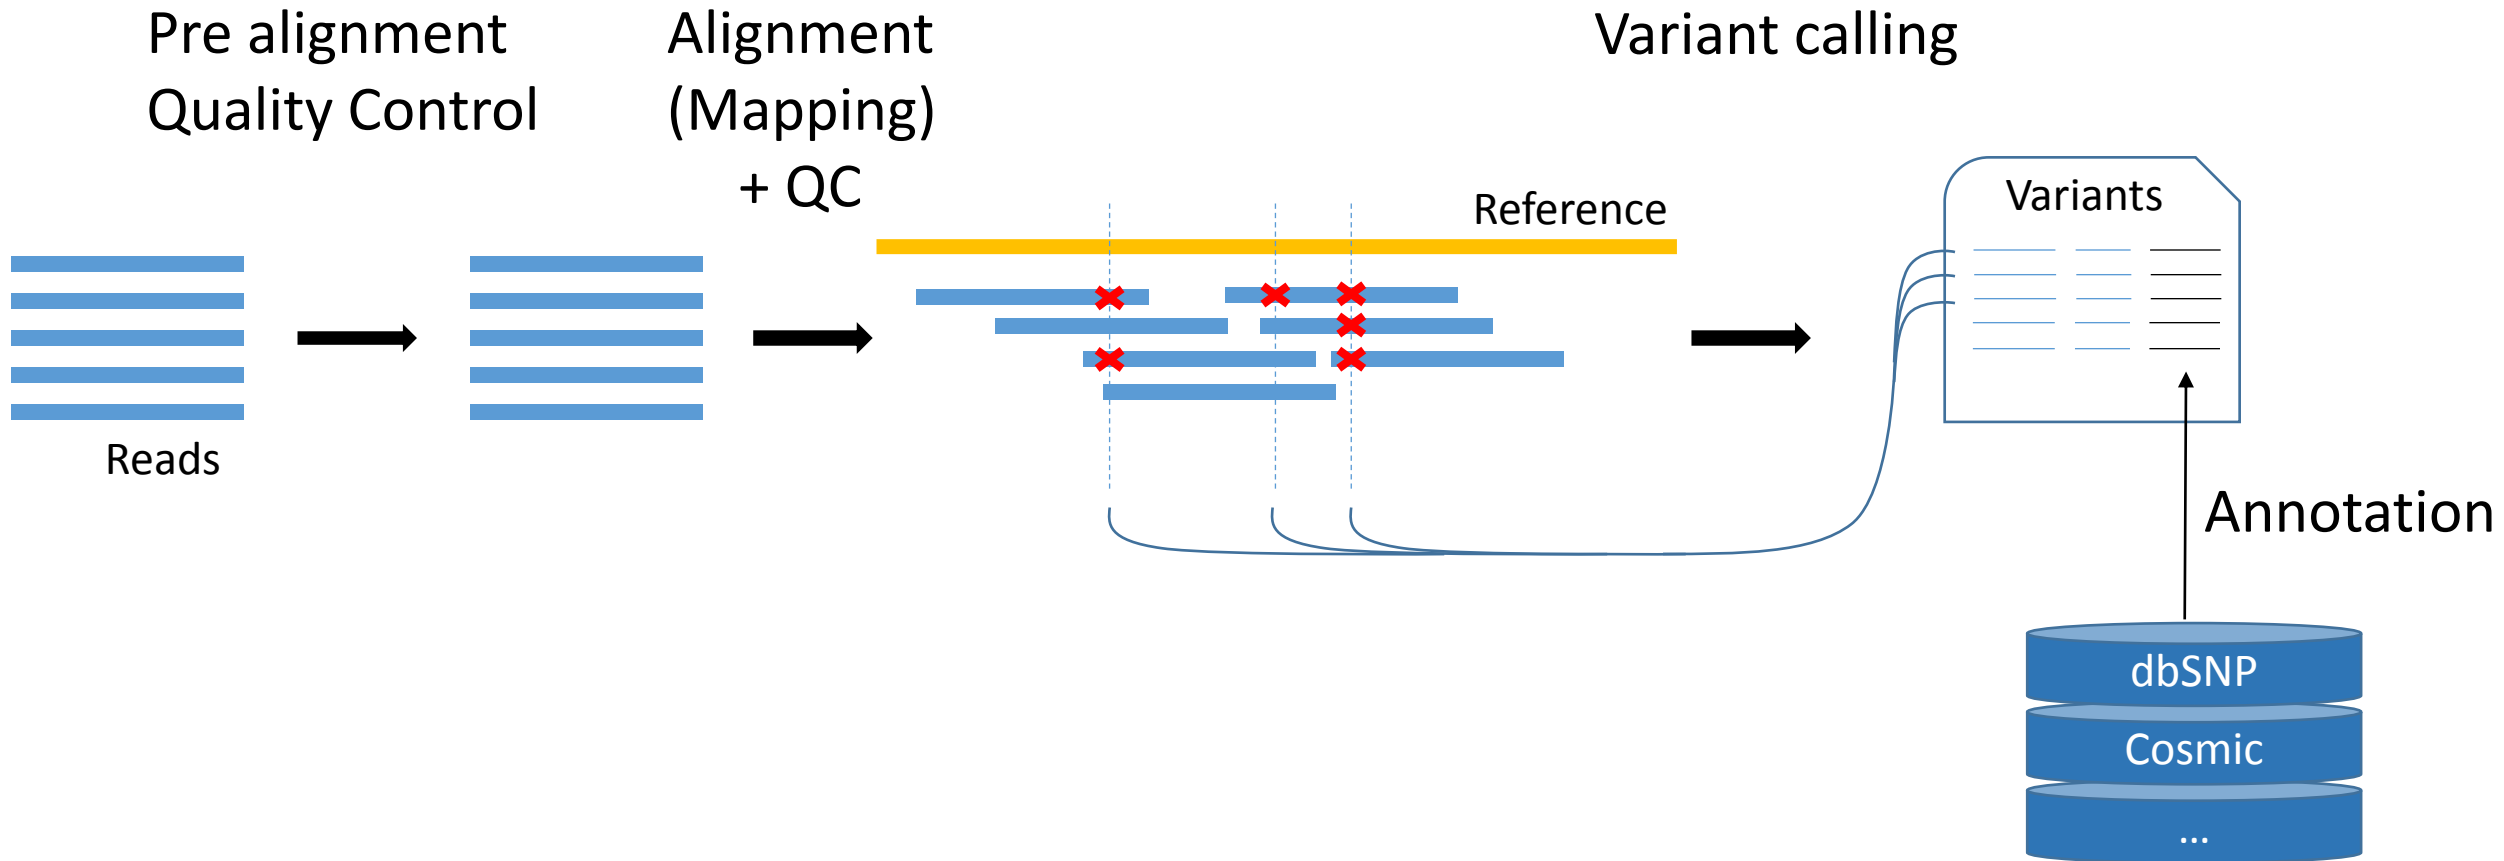 Pre alignment
Quality Control
Alignment
(Mapping)
+ QC
Variant calling
Reference
Variants
Reads
Annotation
dbSNP
Cosmic
...